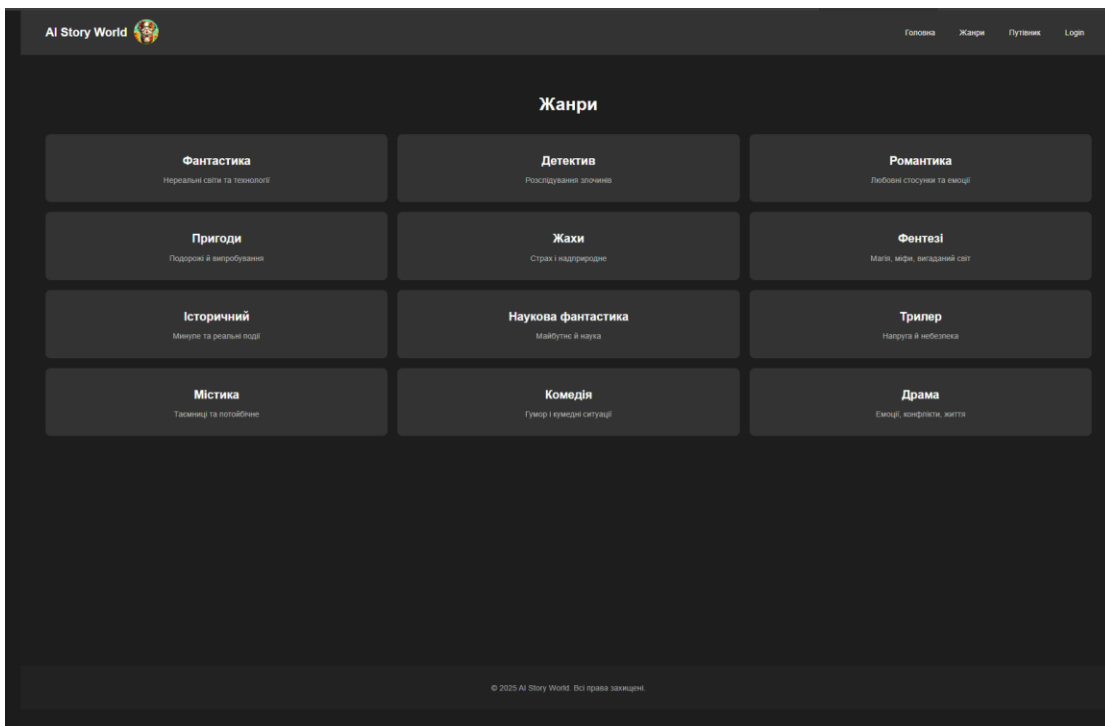 AI Story World
Головна Жанри Путівник Login
Жанри
Фантастика
Нереальні світи та технології
Детектив
Розслідування злочинів
Романтика
Любовні стосунки та емоції
Пригоди
Подорожі й випробування
Жахи
Страх і надприродне
Фентезі
Магія, міфи, вигаданий світ
Історичний
Минуле та реальні події
Наукова фантастика
Майбутнє й наука
Трилер
Напруга й небезпека
Містика
Таємниці та потойбічне
Комедія
Гумор і кумедні ситуації
Драма
Емоції, конфлікти, життя
© 2025 AI Story World. Всі права захищені.